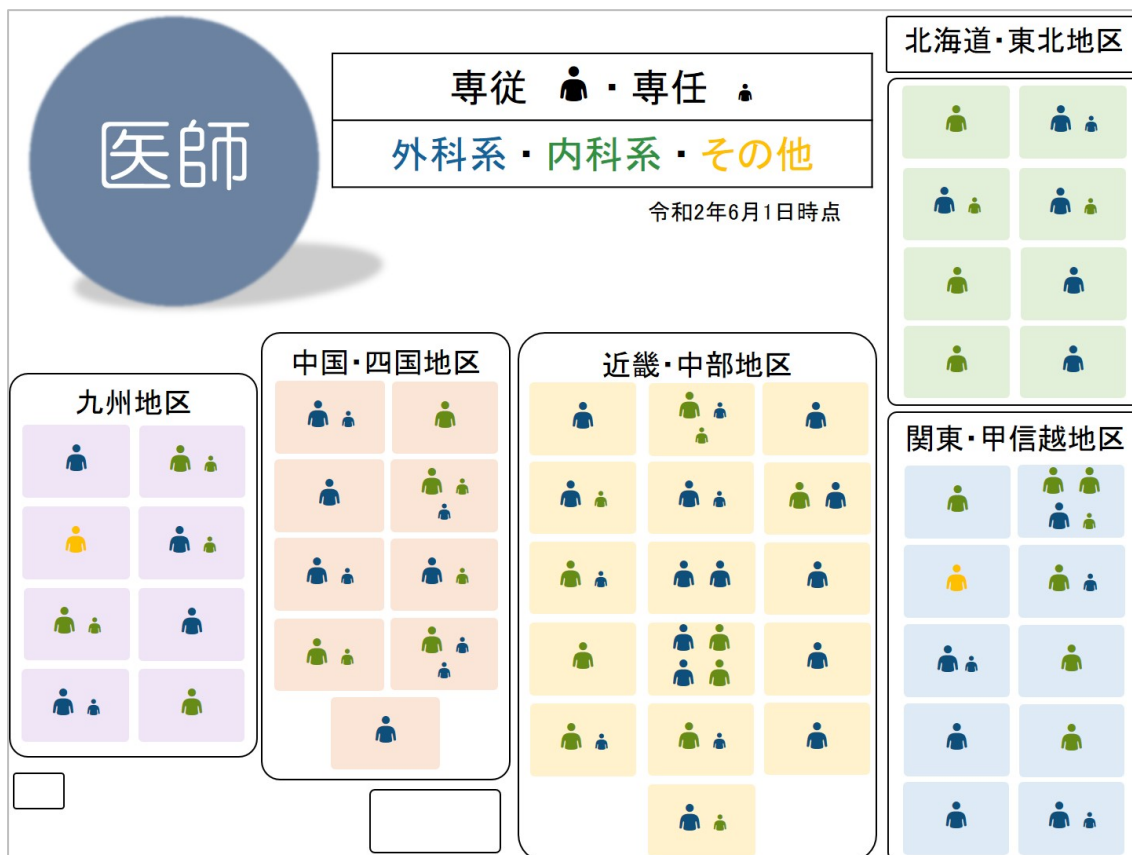 医師
専従 ・専任
外科系・内科系・その他
令和2年6月1日時点
北海道・東北地区
中国・四国地区
近畿・中部地区
九州地区
関東・甲信越地区